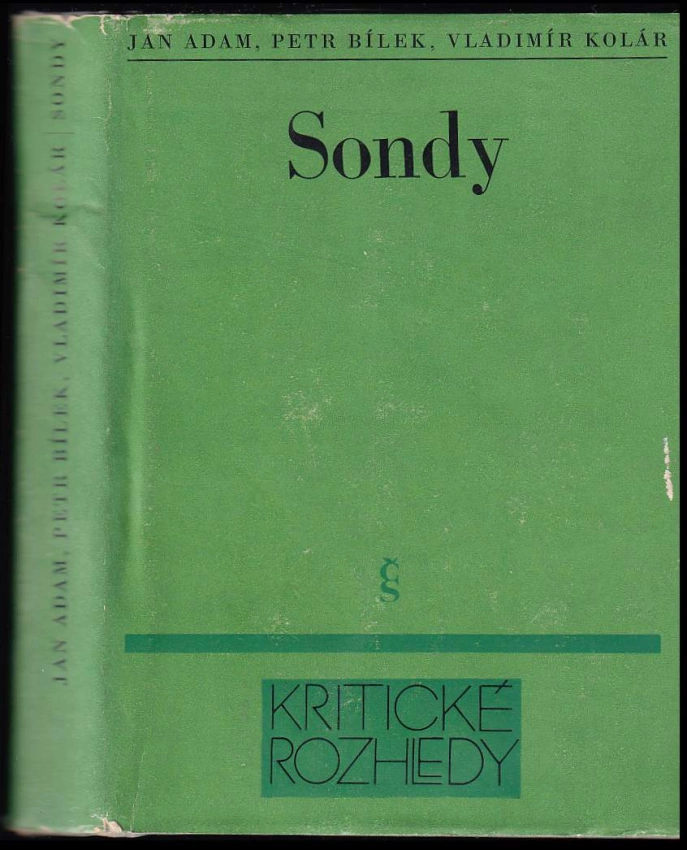 JAN ADAM, PETR BÍLEK, VLADIMÍR KOLÁR | SONDY
JAN ADAM, PETR BÍLEK, VLADIMÍR KOLÁR
Sondy
čs
KRITICKÉ
ROZHLEDY